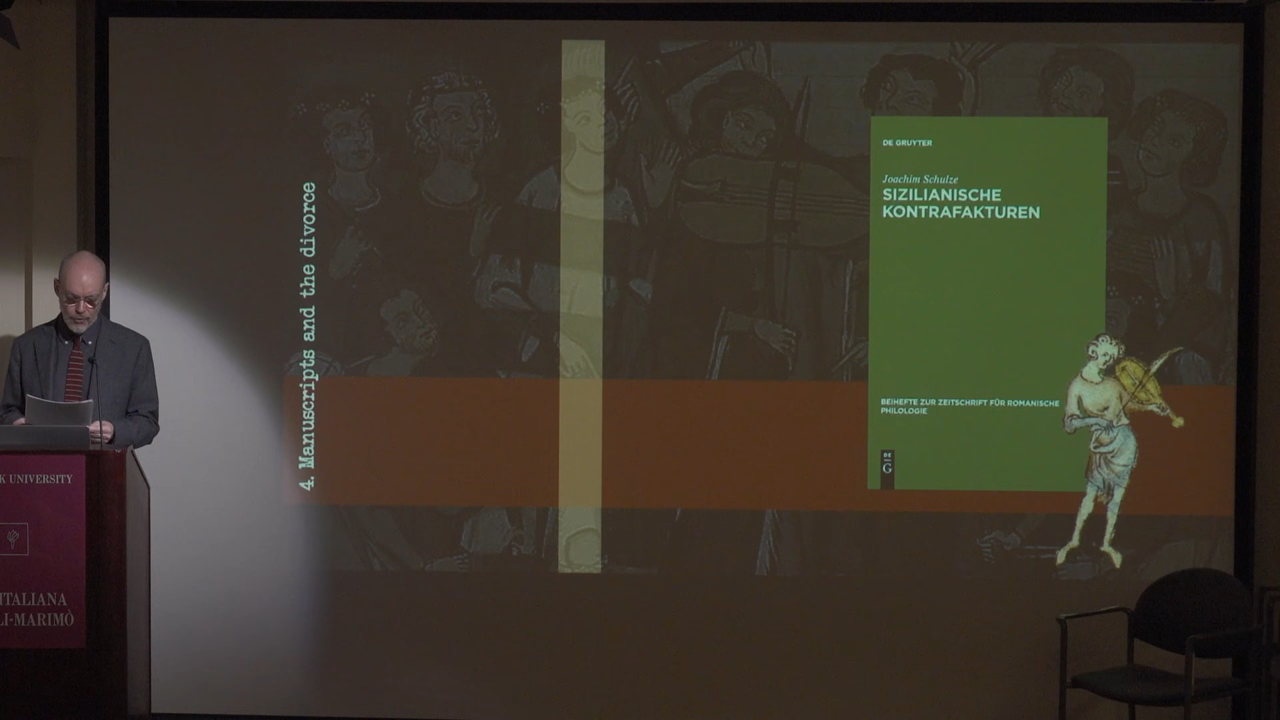 4. Manuscripts and the divorce
DE GRUYTER
Joachim Schulze
SIZILIANISCHE
KONTRAFAKTUREN
BEIHEFTE ZUR ZEITSCHRIFT FÜR ROMANISCHE
PHILOLOGIE
DE
G
K UNIVERSITY
ITALIANA
LI-MARIMÒ